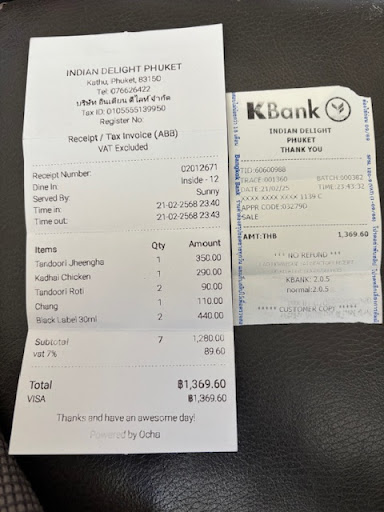 INDIAN DELIGHT PHUKET
Kathu, Phuket, 83150
Tel: 076626422
บริษัท อินเดียน ดีไลท์ จำกัด
Tax ID: 0105555139950
Register No:
Receipt / Tax Invoice (ABB)
VAT Excluded
Receipt Number: 02012671
Dine In: Inside - 12
Served By: Sunny
Time in: 21-02-2568 23:40
Time out: 21-02-2568 23:43
Items Qty Amount
Tandoori Jheengha 1 350.00
Kadhai Chicken 1 290.00
Tandoori Roti 2 90.00
Chang 1 110.00
Black Label 30ml 2 440.00
Subtotal 7 1,280.00
vat 7% 89.60
Total ฿1,369.60
VISA ฿1,369.60
Thanks and have an awesome day!
Powered by Ocha
KBank
INDIAN DELIGHT
PHUKET
THANK YOU
TID:60600988
TRACE:001760 BATCH:000382
DATE:21/02/25 TIME:23:43:32
XXXX XXXX XXXX 1139 C
APPR.CODE:032790
SALE
AMT:THB 1,369.60
*** NO REFUND ***
KBANK: 2.0.5
normal:2.0.5
***** CUSTOMER COPY *****